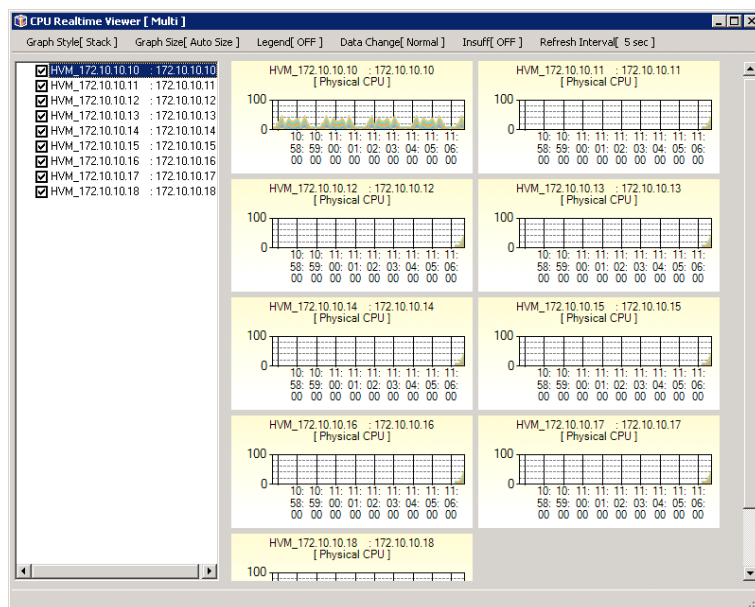 CPU Realtime Viewer [ Multi ]
Graph Style[ Stack ] Graph Size[ Auto Size ] Legend[ OFF ] Data Change[ Normal ] Insuff[ OFF ] Refresh Interval[ 5 sec ]
HVM_172.10.10.10 : 172.10.10.10
HVM_172.10.10.11 : 172.10.10.11
HVM_172.10.10.12 : 172.10.10.12
HVM_172.10.10.13 : 172.10.10.13
HVM_172.10.10.14 : 172.10.10.14
HVM_172.10.10.15 : 172.10.10.15
HVM_172.10.10.16 : 172.10.10.16
HVM_172.10.10.17 : 172.10.10.17
HVM_172.10.10.18 : 172.10.10.18
HVM_172.10.10.10 : 172.10.10.10
[ Physical CPU ]
100
0
10: 10: 11: 11: 11: 11: 11: 11: 11:
58: 59: 00: 01: 02: 03: 04: 05: 06:
00 00 00 00 00 00 00 00 00
HVM_172.10.10.11 : 172.10.10.11
[ Physical CPU ]
100
0
10: 10: 11: 11: 11: 11: 11: 11: 11:
58: 59: 00: 01: 02: 03: 04: 05: 06:
00 00 00 00 00 00 00 00 00
HVM_172.10.10.12 : 172.10.10.12
[ Physical CPU ]
100
0
10: 10: 11: 11: 11: 11: 11: 11: 11:
58: 59: 00: 01: 02: 03: 04: 05: 06:
00 00 00 00 00 00 00 00 00
HVM_172.10.10.13 : 172.10.10.13
[ Physical CPU ]
100
0
10: 10: 11: 11: 11: 11: 11: 11: 11:
58: 59: 00: 01: 02: 03: 04: 05: 06:
00 00 00 00 00 00 00 00 00
HVM_172.10.10.14 : 172.10.10.14
[ Physical CPU ]
100
0
10: 10: 11: 11: 11: 11: 11: 11: 11:
58: 59: 00: 01: 02: 03: 04: 05: 06:
00 00 00 00 00 00 00 00 00
HVM_172.10.10.15 : 172.10.10.15
[ Physical CPU ]
100
0
10: 10: 11: 11: 11: 11: 11: 11: 11:
58: 59: 00: 01: 02: 03: 04: 05: 06:
00 00 00 00 00 00 00 00 00
HVM_172.10.10.16 : 172.10.10.16
[ Physical CPU ]
100
0
10: 10: 11: 11: 11: 11: 11: 11: 11:
58: 59: 00: 01: 02: 03: 04: 05: 06:
00 00 00 00 00 00 00 00 00
HVM_172.10.10.17 : 172.10.10.17
[ Physical CPU ]
100
0
10: 10: 11: 11: 11: 11: 11: 11: 11:
58: 59: 00: 01: 02: 03: 04: 05: 06:
00 00 00 00 00 00 00 00 00
HVM_172.10.10.18 : 172.10.10.18
[ Physical CPU ]
100